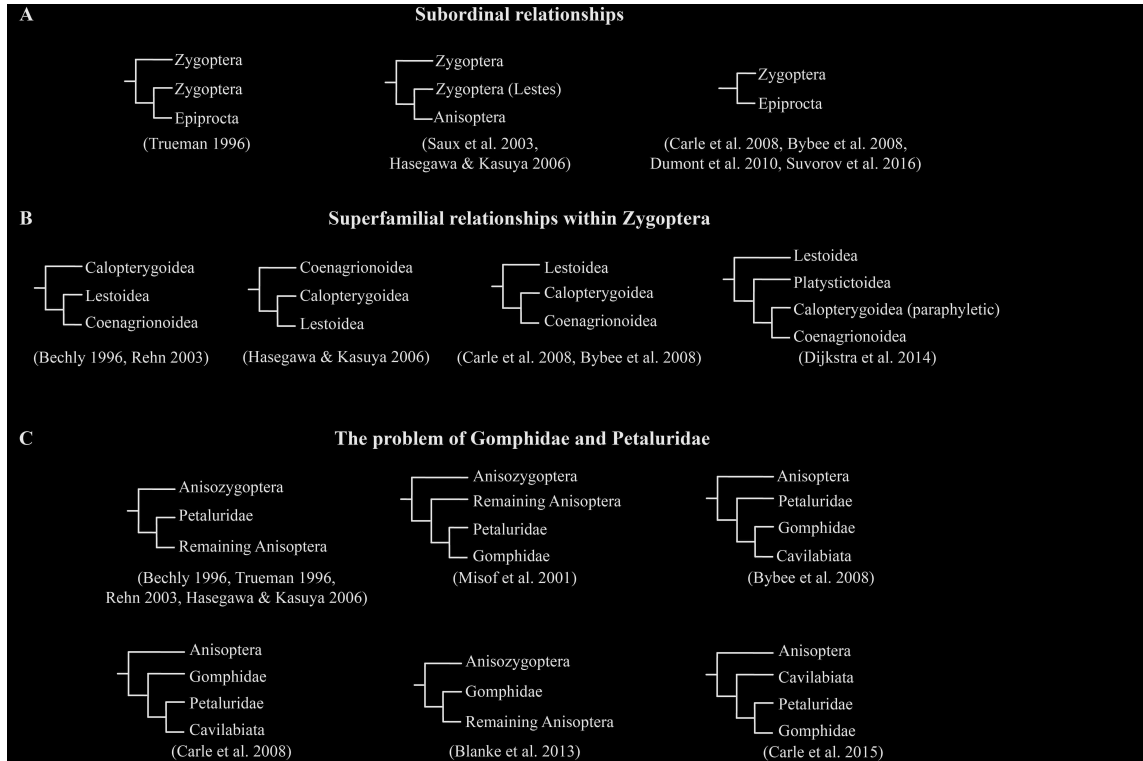 A
Subordinal relationships
Zygoptera
Zygoptera
Epiprocta
(Trueman 1996)
Zygoptera
Zygoptera (Lestes)
Anisoptera
(Saux et al. 2003,
Hasegawa & Kasuya 2006)
Zygoptera
Epiprocta
(Carle et al. 2008, Bybee et al. 2008,
Dumont et al. 2010, Suvorov et al. 2016)
B
Superfamilial relationships within Zygoptera
Calopterygoidea
Lestoidea
Coenagrionoidea
(Bechly 1996, Rehn 2003)
Coenagrionoidea
Calopterygoidea
Lestoidea
(Hasegawa & Kasuya 2006)
Lestoidea
Calopterygoidea
Coenagrionoidea
(Carle et al. 2008, Bybee et al. 2008)
Lestoidea
Platystictoidea
Calopterygoidea (paraphyletic)
Coenagrionoidea
(Dijkstra et al. 2014)
C
The problem of Gomphidae and Petaluridae
Anisozygoptera
Petaluridae
Remaining Anisoptera
(Bechly 1996, Trueman 1996,
Rehn 2003, Hasegawa & Kasuya 2006)
Anisozygoptera
Remaining Anisoptera
Petaluridae
Gomphidae
(Misof et al. 2001)
Anisoptera
Petaluridae
Gomphidae
Cavilabiata
(Bybee et al. 2008)
Anisoptera
Gomphidae
Petaluridae
Cavilabiata
(Carle et al. 2008)
Anisozygoptera
Gomphidae
Remaining Anisoptera
(Blanke et al. 2013)
Anisoptera
Cavilabiata
Petaluridae
Gomphidae
(Carle et al. 2015)